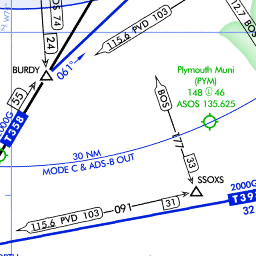 74
24
115.6 PVD 103
12.7
BURDY
061°
55
2000G
T358
Plymouth Muni
(PYM)
148 46
ASOS 135.625
BOS
177
30 NM
MODE C & ADS-B OUT
33
SSOXS
115.6 PVD 103
091
31
2000G
T39
32